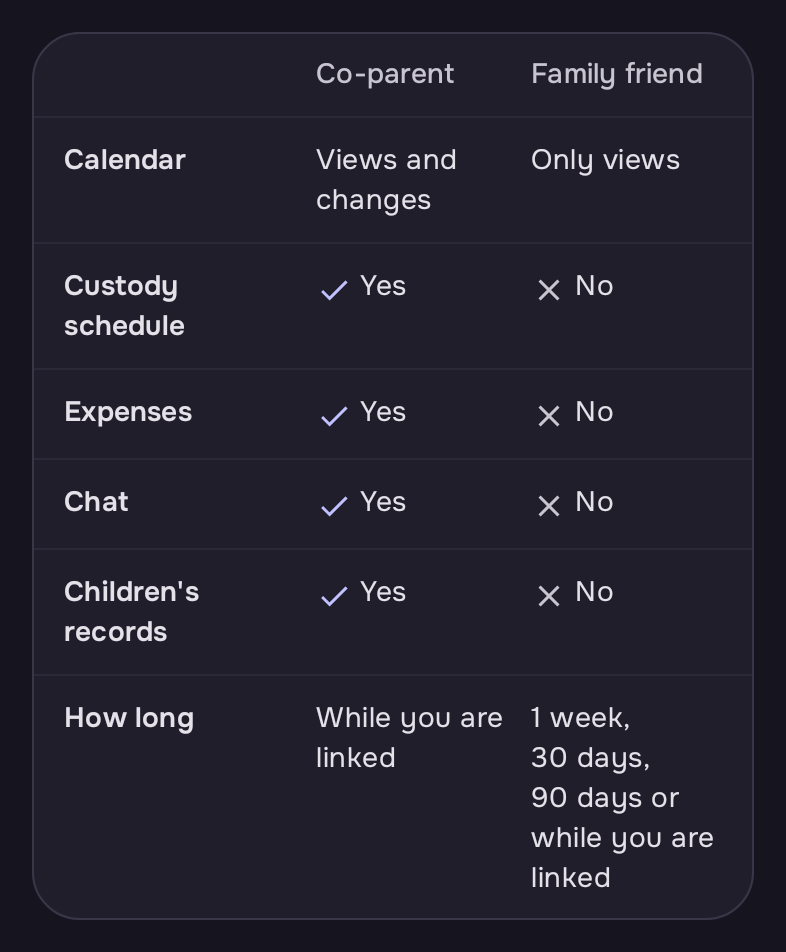 Co-parent Family friend
Calendar Views and Only views
changes
Custody Yes No
schedule
Expenses Yes No
Chat Yes No
Children's Yes No
records
How long While you are 1 week,
linked 30 days,
90 days or
while you are
linked